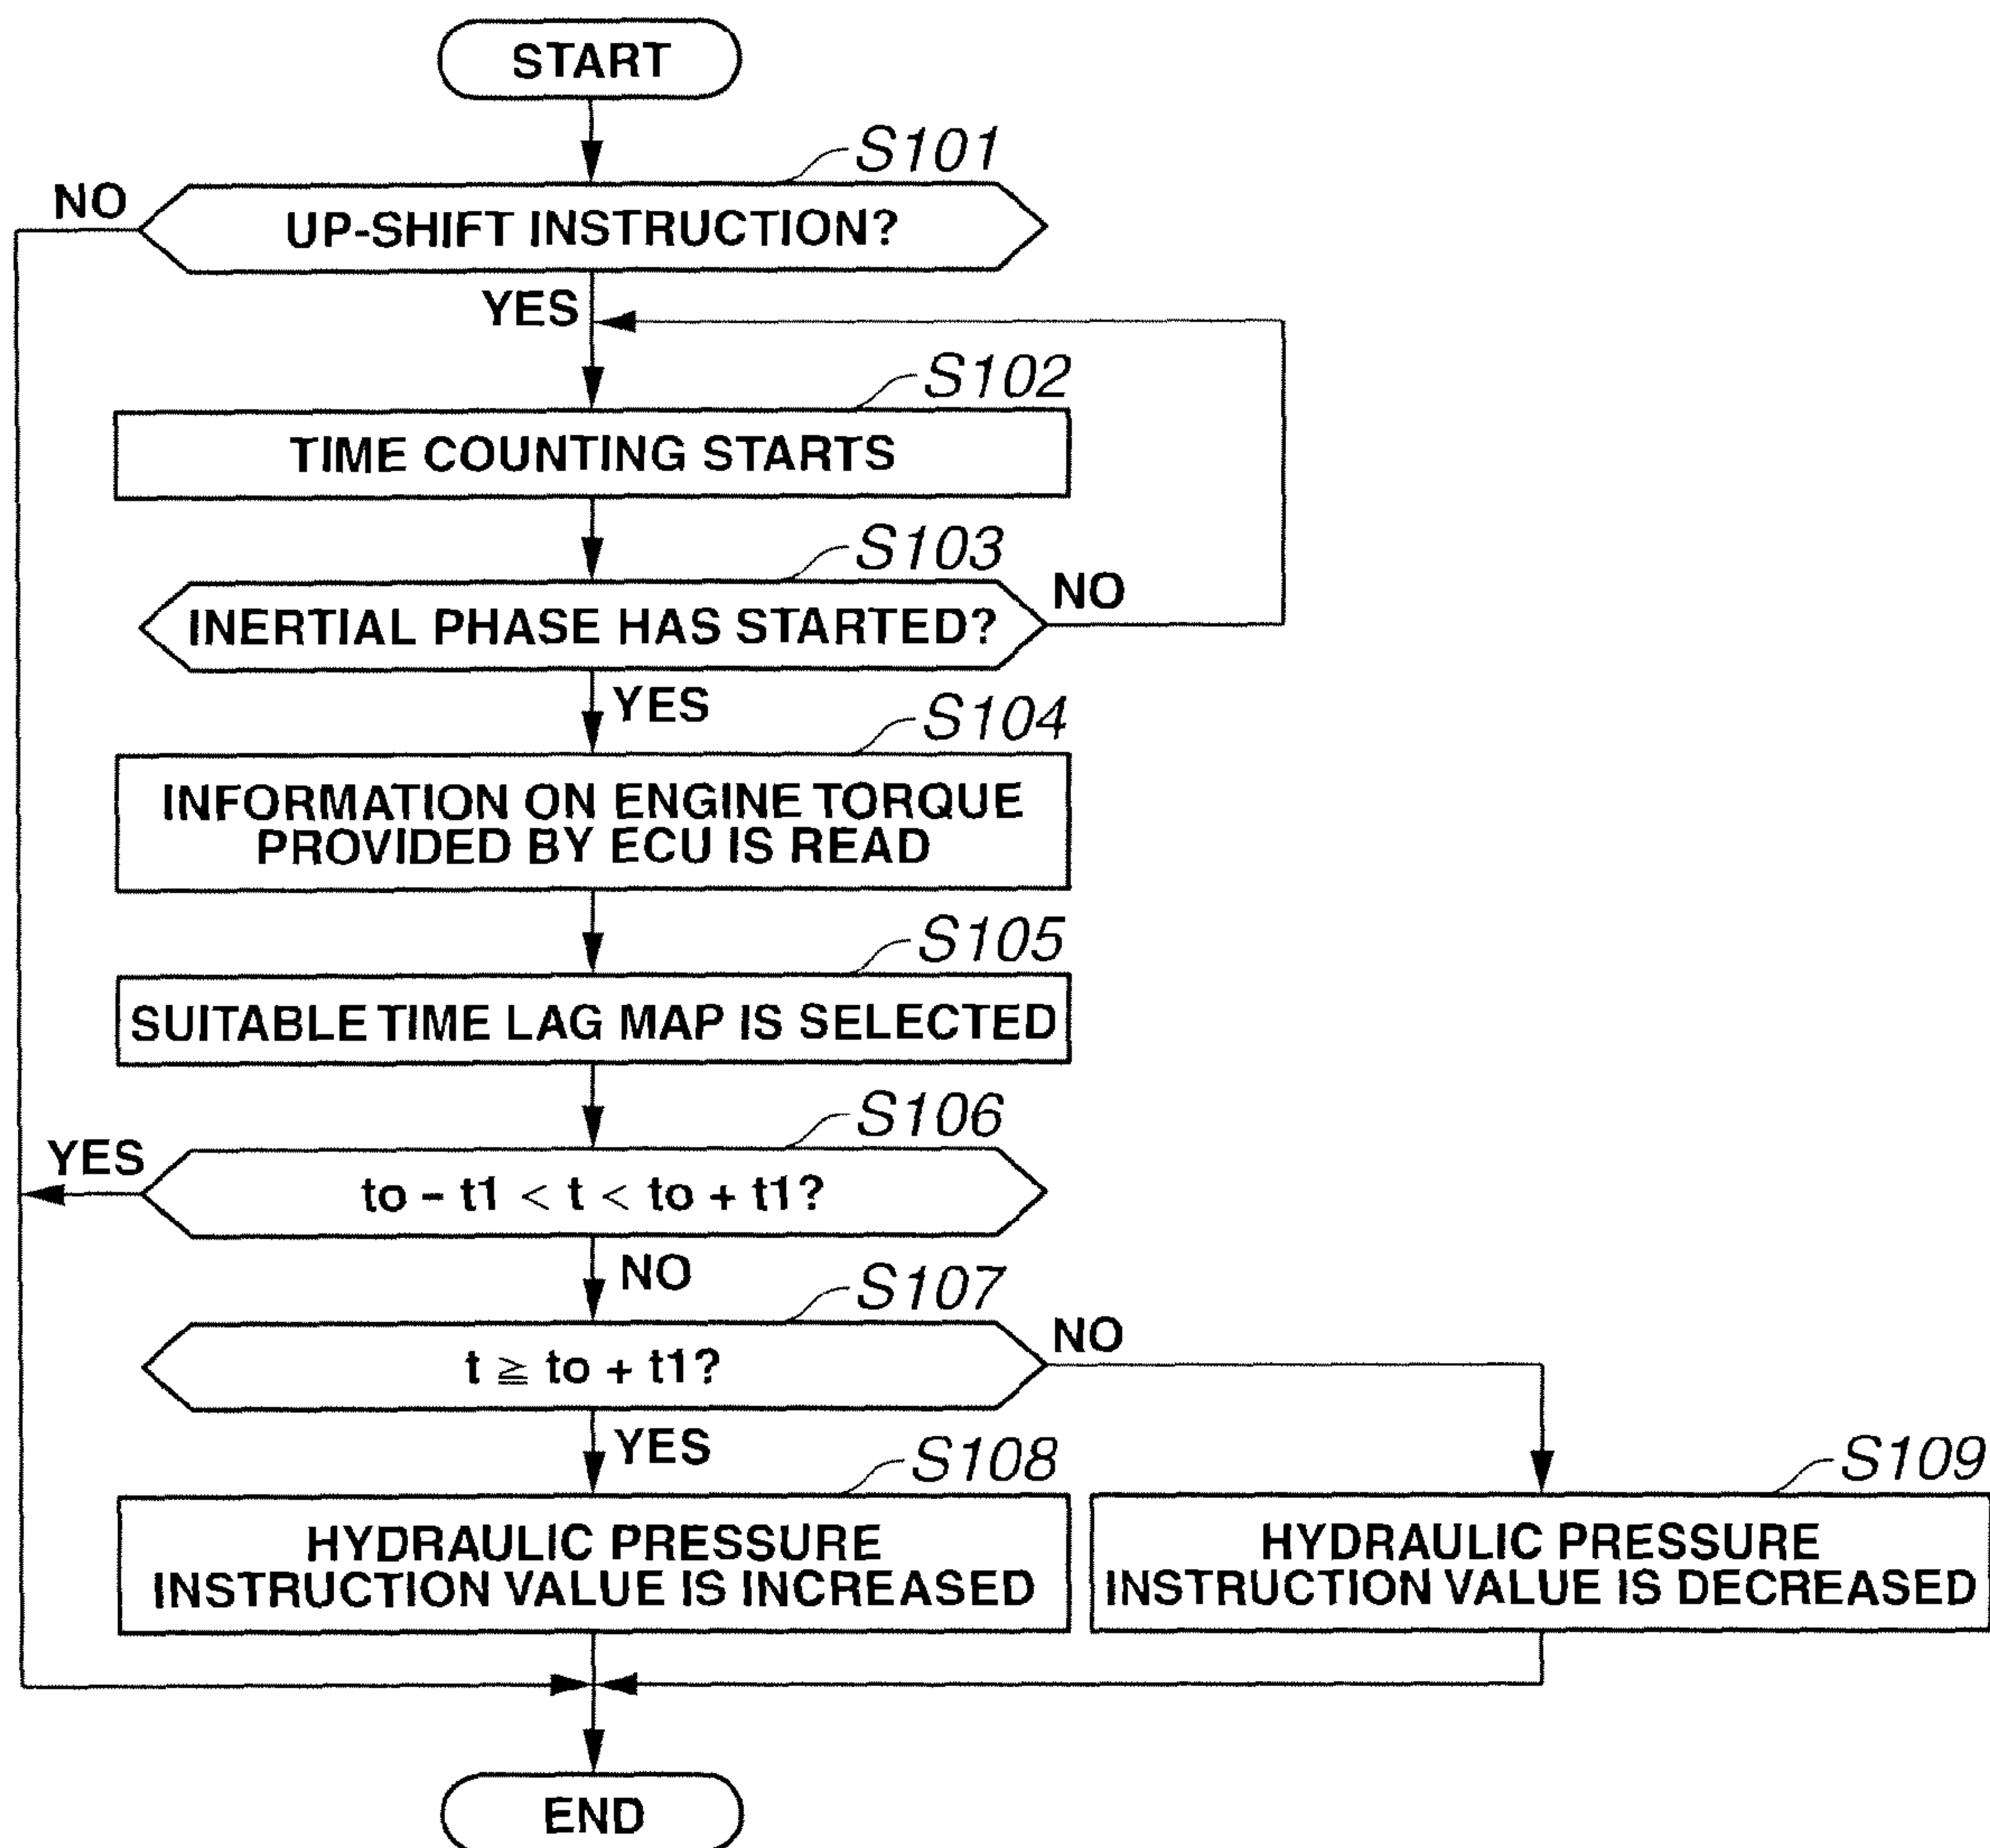 START
S101
NO
UP-SHIFT INSTRUCTION?
YES
S102
TIME COUNTING STARTS
S103
INERTIAL PHASE HAS STARTED?
NO
YES
S104
INFORMATION ON ENGINE TORQUE
PROVIDED BY ECU IS READ
S105
SUITABLE TIME LAG MAP IS SELECTED
S106
YES
to - t1 < t < to + t1?
NO
S107
t ≧ to + t1?
NO
YES
S108
HYDRAULIC PRESSURE
INSTRUCTION VALUE IS INCREASED
S109
HYDRAULIC PRESSURE
INSTRUCTION VALUE IS DECREASED
END